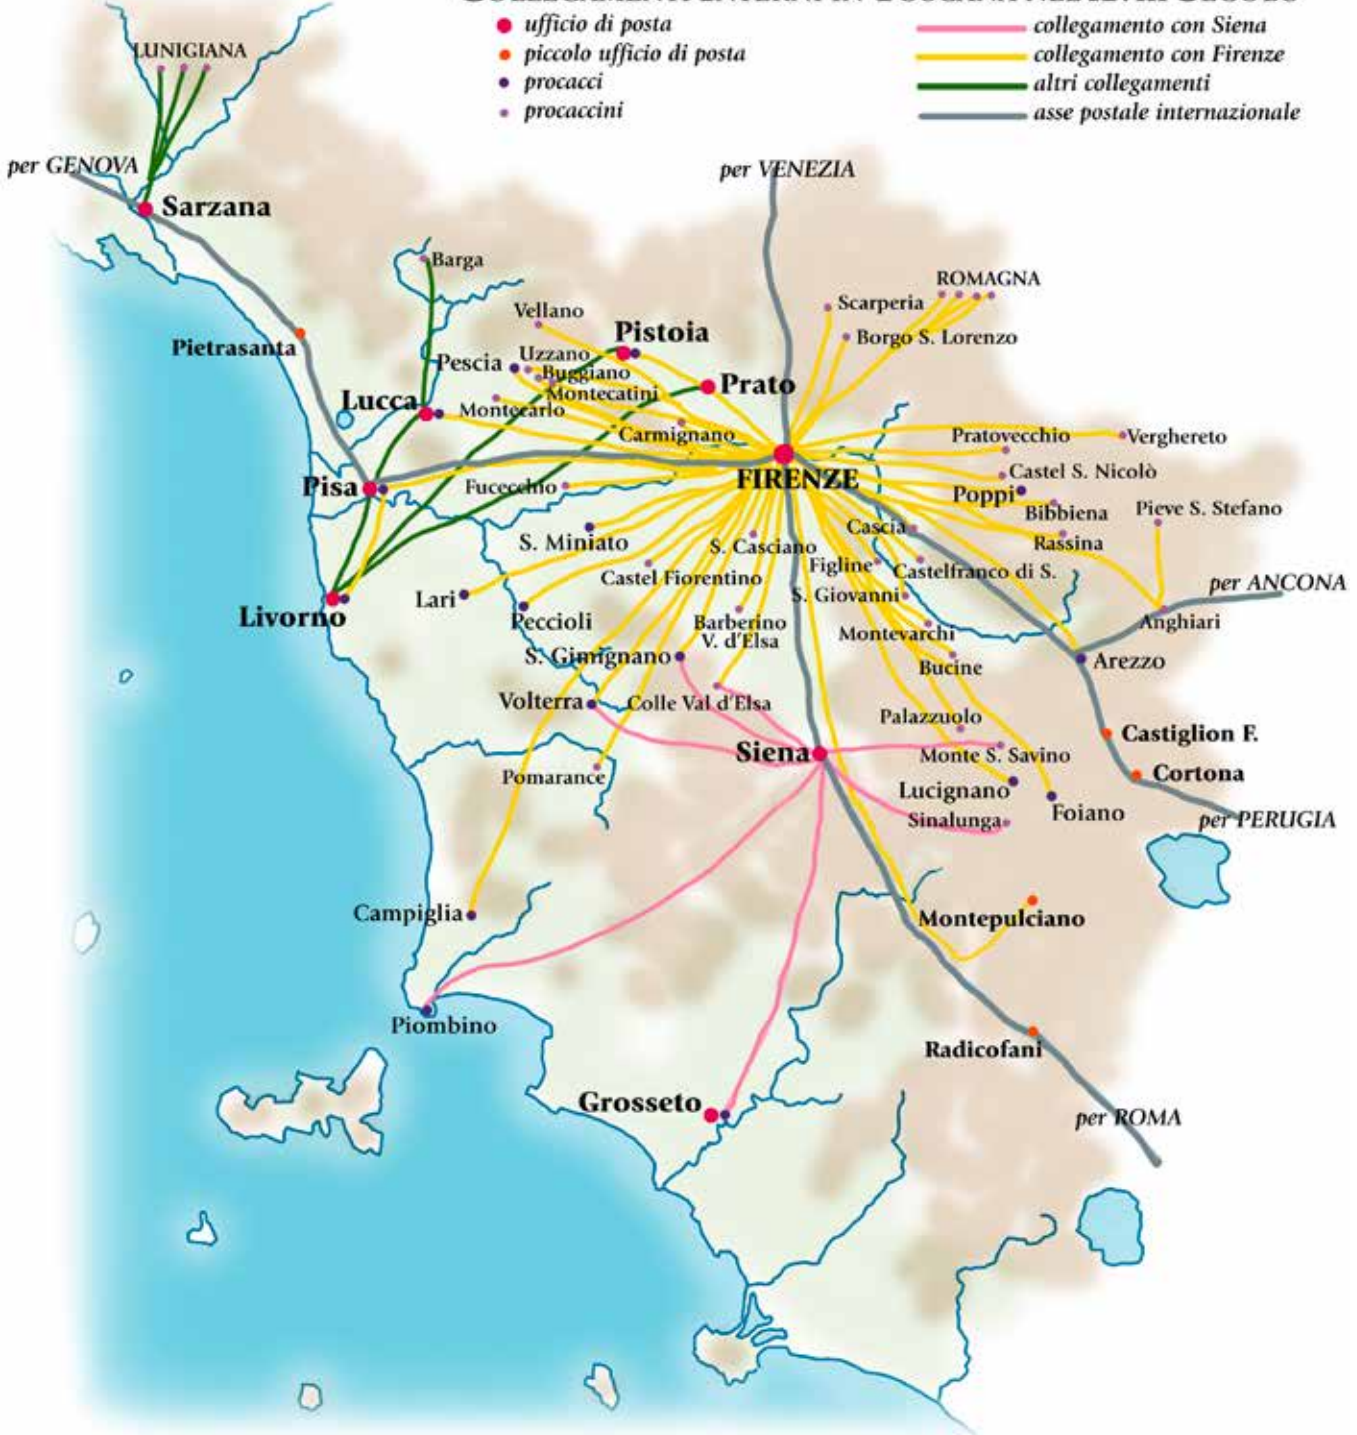 ufficio di posta
piccolo ufficio di posta
procacci
procaccini
collegamento con Siena
collegamento con Firenze
altri collegamenti
asse postale internazionale
LUNIGIANA
per GENOVA
per VENEZIA
Sarzana
Barga
ROMAGNA
Scarperia
Vellano
Borgo S. Lorenzo
Pistoia
Pietrasanta
Uzzano
Pescia
Buggiano
Prato
Montecatini
Lucca
Montecarlo
Carmignano
Pratovecchio
Verghereto
FIRENZE
Castel S. Nicolò
Pisa
Fucecchio
Poppi
Bibbiena
Pieve S. Stefano
Cascia
S. Miniato
S. Casciano
Rassina
Figline
Castelfranco di S.
Castel Fiorentino
per ANCONA
S. Giovanni
Lari
Livorno
Peccioli
Barberino
V. d'Elsa
Anghiari
Montevarchi
S. Gimignano
Bucine
Arezzo
Volterra
Colle Val d'Elsa
Palazzuolo
Castiglion F.
Siena
Monte S. Savino
Pomarance
Cortona
Lucignano
Foiano
Sinalunga
per PERUGIA
Campiglia
Montepulciano
Piombino
Radicofani
Grosseto
per ROMA